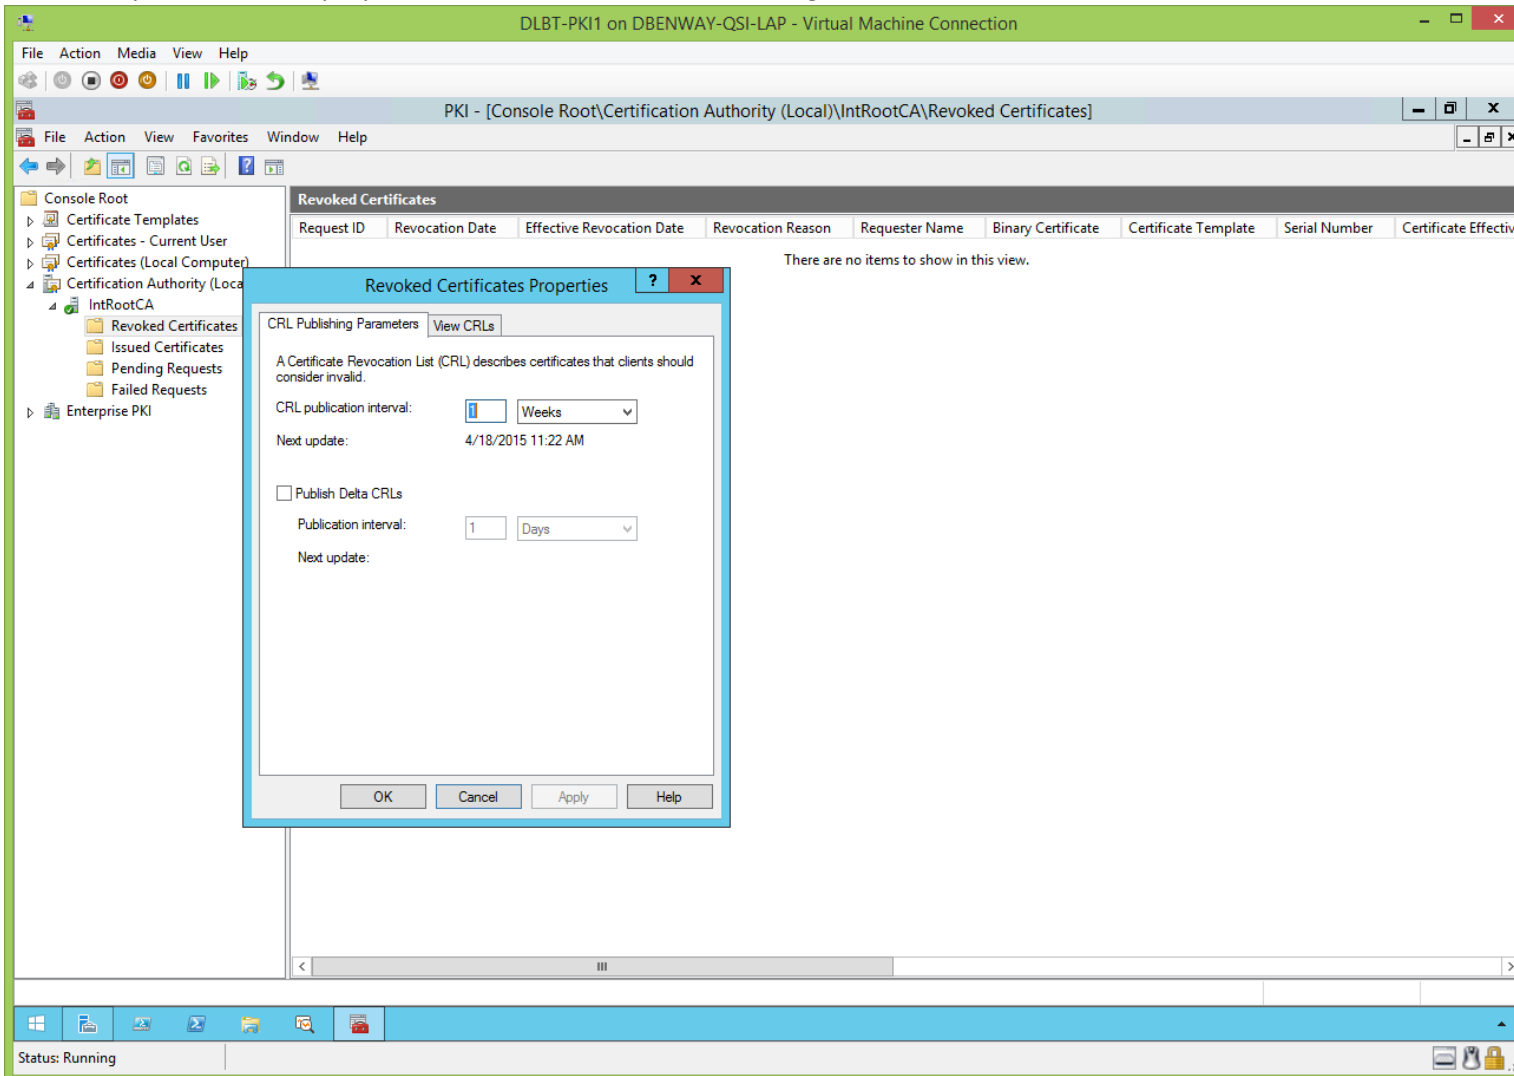 DLBT-PKI1 on DBENWAY-QSI-LAP - Virtual Machine Connection
File Action Media View Help
PKI - [Console Root\Certification Authority (Local)\IntRootCA\Revoked Certificates]
File Action View Favorites Window Help
Console Root
Certificate Templates
Certificates - Current User
Certificates (Local Computer)
Certification Authority (Loca
IntRootCA
Revoked Certificates
Issued Certificates
Pending Requests
Failed Requests
Enterprise PKI
Revoked Certificates
Request ID Revocation Date Effective Revocation Date Revocation Reason Requester Name Binary Certificate Certificate Template Serial Number Certificate Effectiv
There are no items to show in this view.
Revoked Certificates Properties
CRL Publishing Parameters View CRLs
A Certificate Revocation List (CRL) describes certificates that clients should
consider invalid.
CRL publication interval: 1 Weeks
Next update: 4/18/2015 11:22 AM
Publish Delta CRLs
Publication interval: 1 Days
Next update:
OK Cancel Apply Help
Status: Running